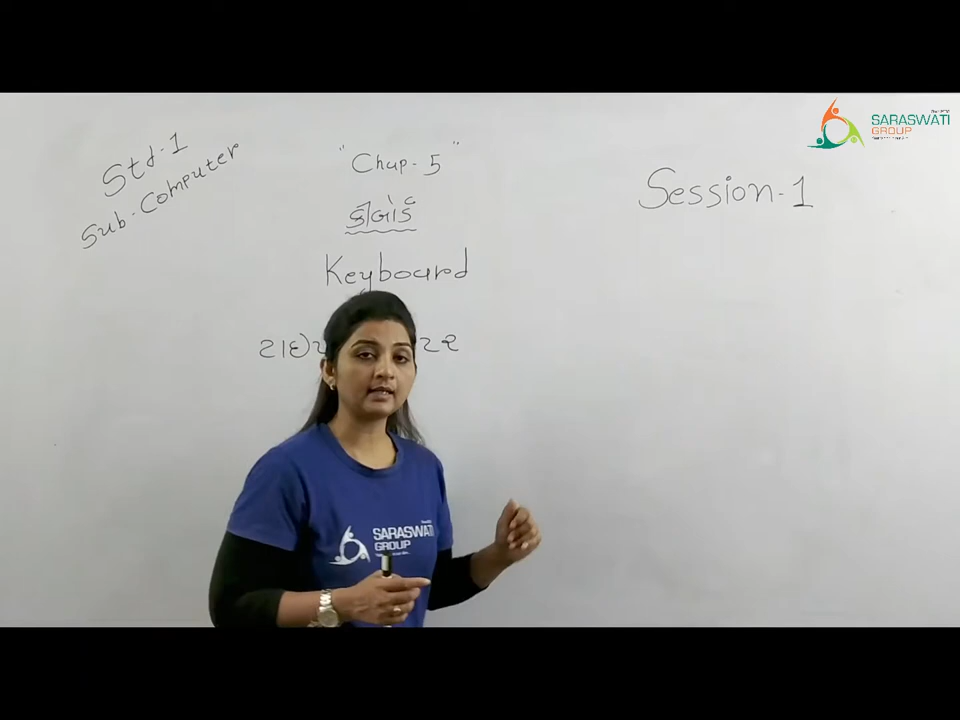 Std-1
Sub-Computer
"Chap-5"
કીબોર્ડ
Keyboard
Session-1
SARASWATI
GROUP
SARASWATI
GROUP